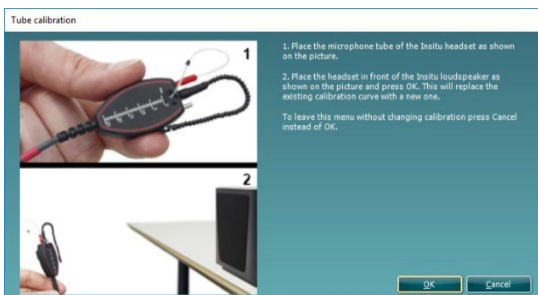 Tube calibration
1
1. Place the microphone tube of the Insitu headset as shown
on the picture.
2. Place the headset in front of the Insitu loudspeaker as
shown on the picture and press OK. This will replace the
existing calibration curve with a new one.
To leave this menu without changing calibration press Cancel
instead of OK.
2
OK
Cancel